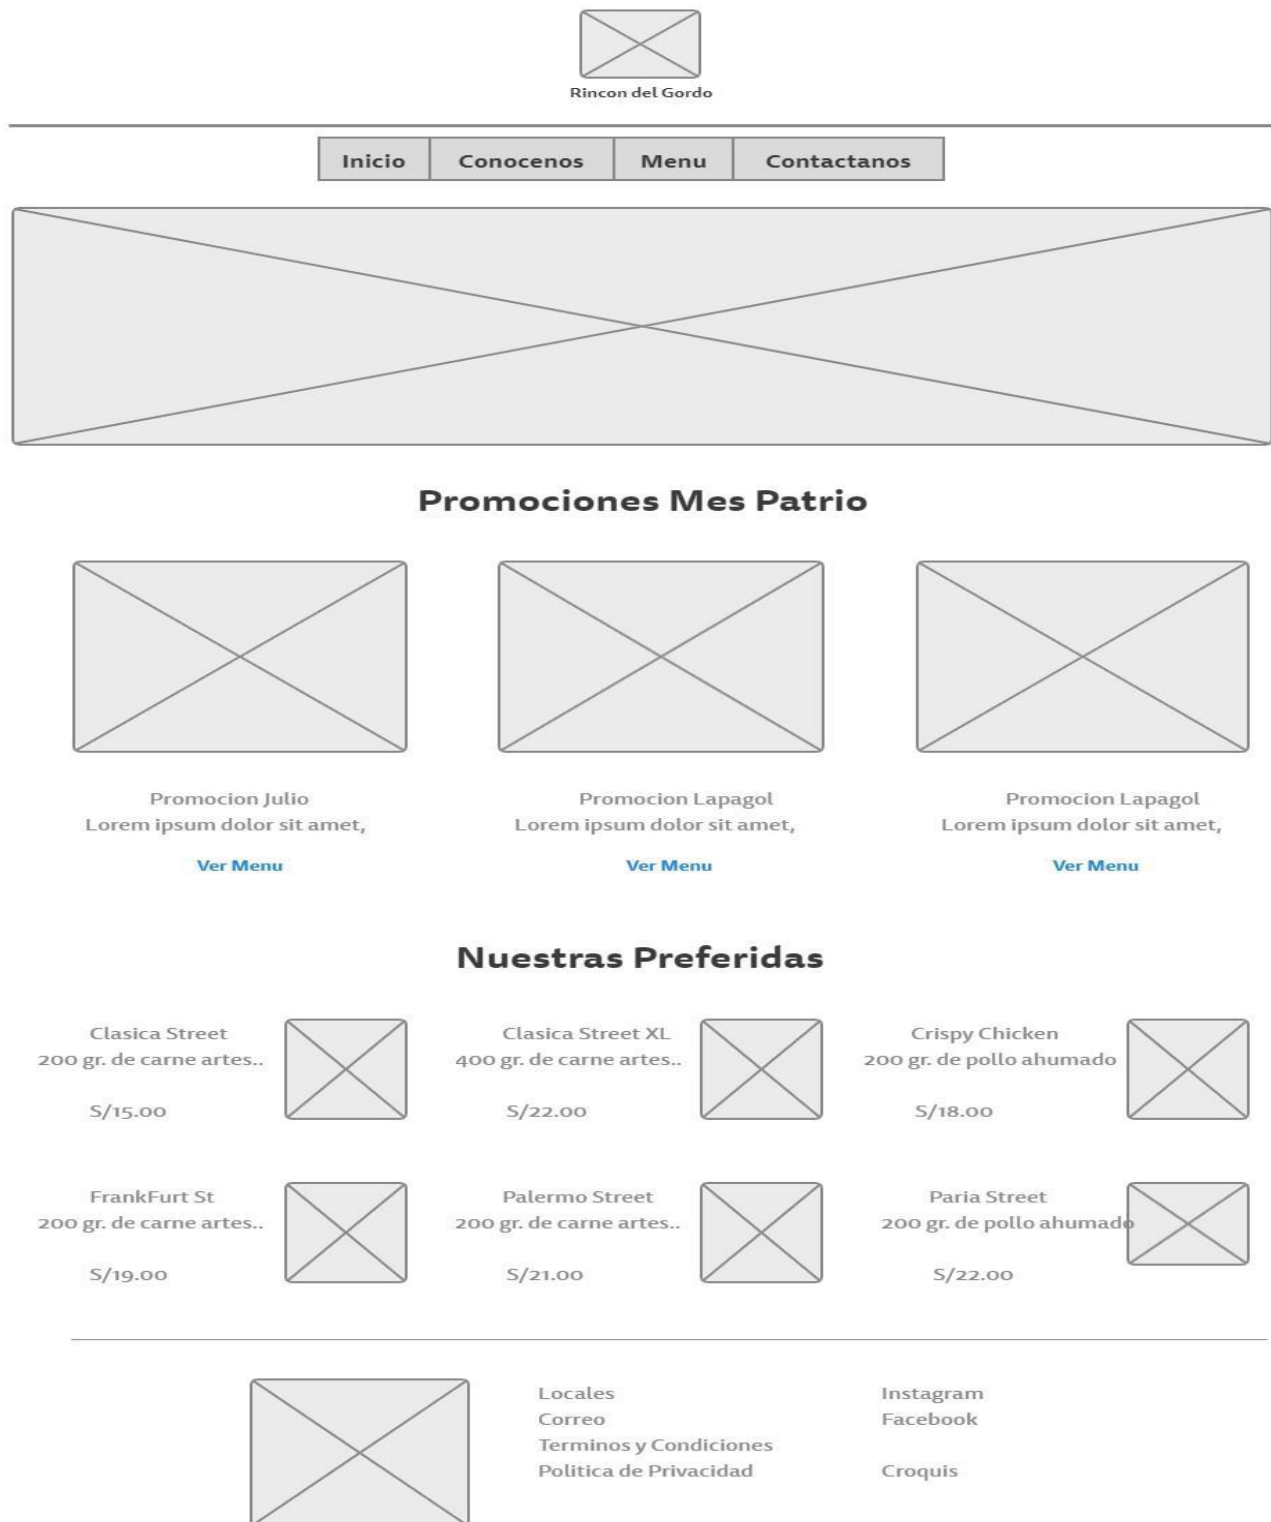 Rincon del Gordo
Inicio Conocenos Menu Contactanos
Promociones Mes Patrio
Promocion Julio
Lorem ipsum dolor sit amet,
Ver Menu
Promocion Lapagol
Lorem ipsum dolor sit amet,
Ver Menu
Promocion Lapagol
Lorem ipsum dolor sit amet,
Ver Menu
Nuestras Preferidas
Clasica Street
200 gr. de carne artes..
S/15.00
Clasica Street XL
400 gr. de carne artes..
S/22.00
Crispy Chicken
200 gr. de pollo ahumado
S/18.00
FrankFurt St
200 gr. de carne artes..
S/19.00
Palermo Street
200 gr. de carne artes..
S/21.00
Paria Street
200 gr. de pollo ahumado
S/22.00
Locales
Correo
Terminos y Condiciones
Politica de Privacidad
Instagram
Facebook
Croquis